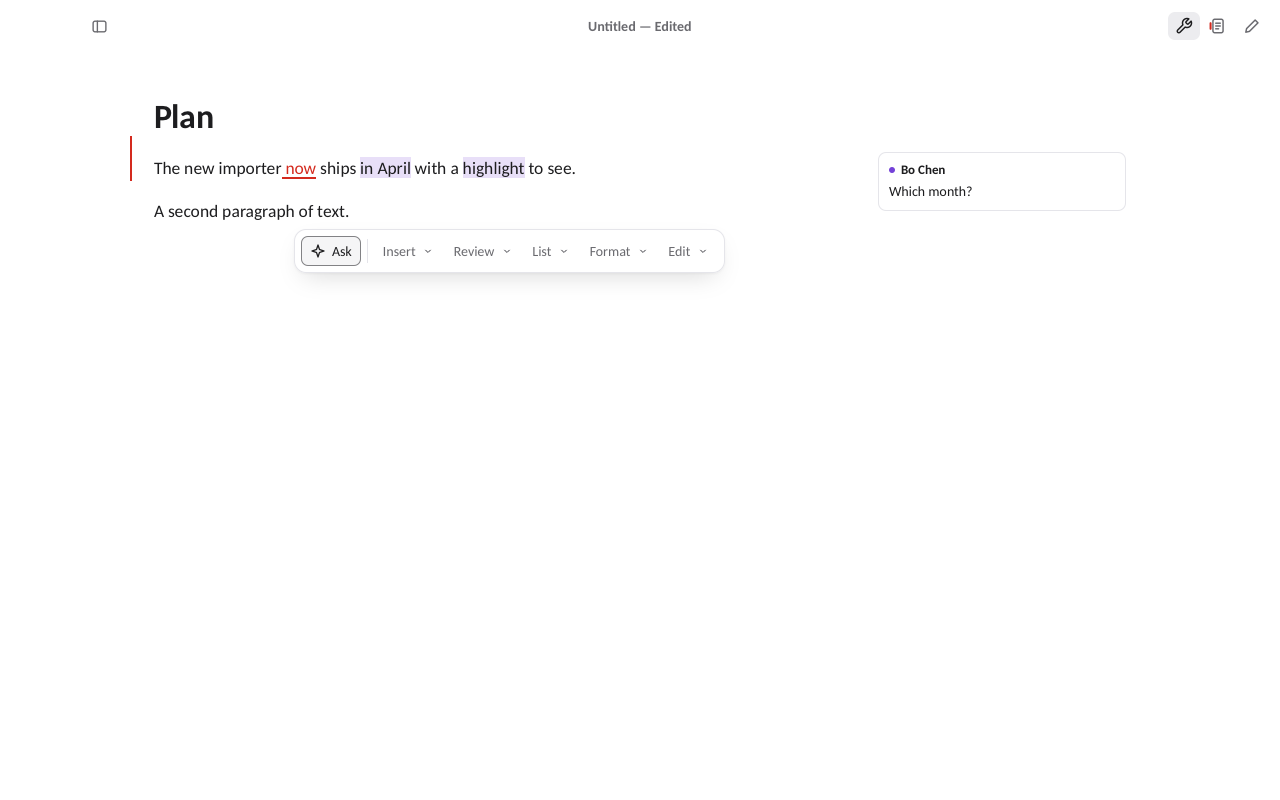 Untitled — Edited
Plan
The new importer now ships in April with a highlight to see.
Bo Chen
Which month?
A second paragraph of text.
Ask Insert Review List Format Edit